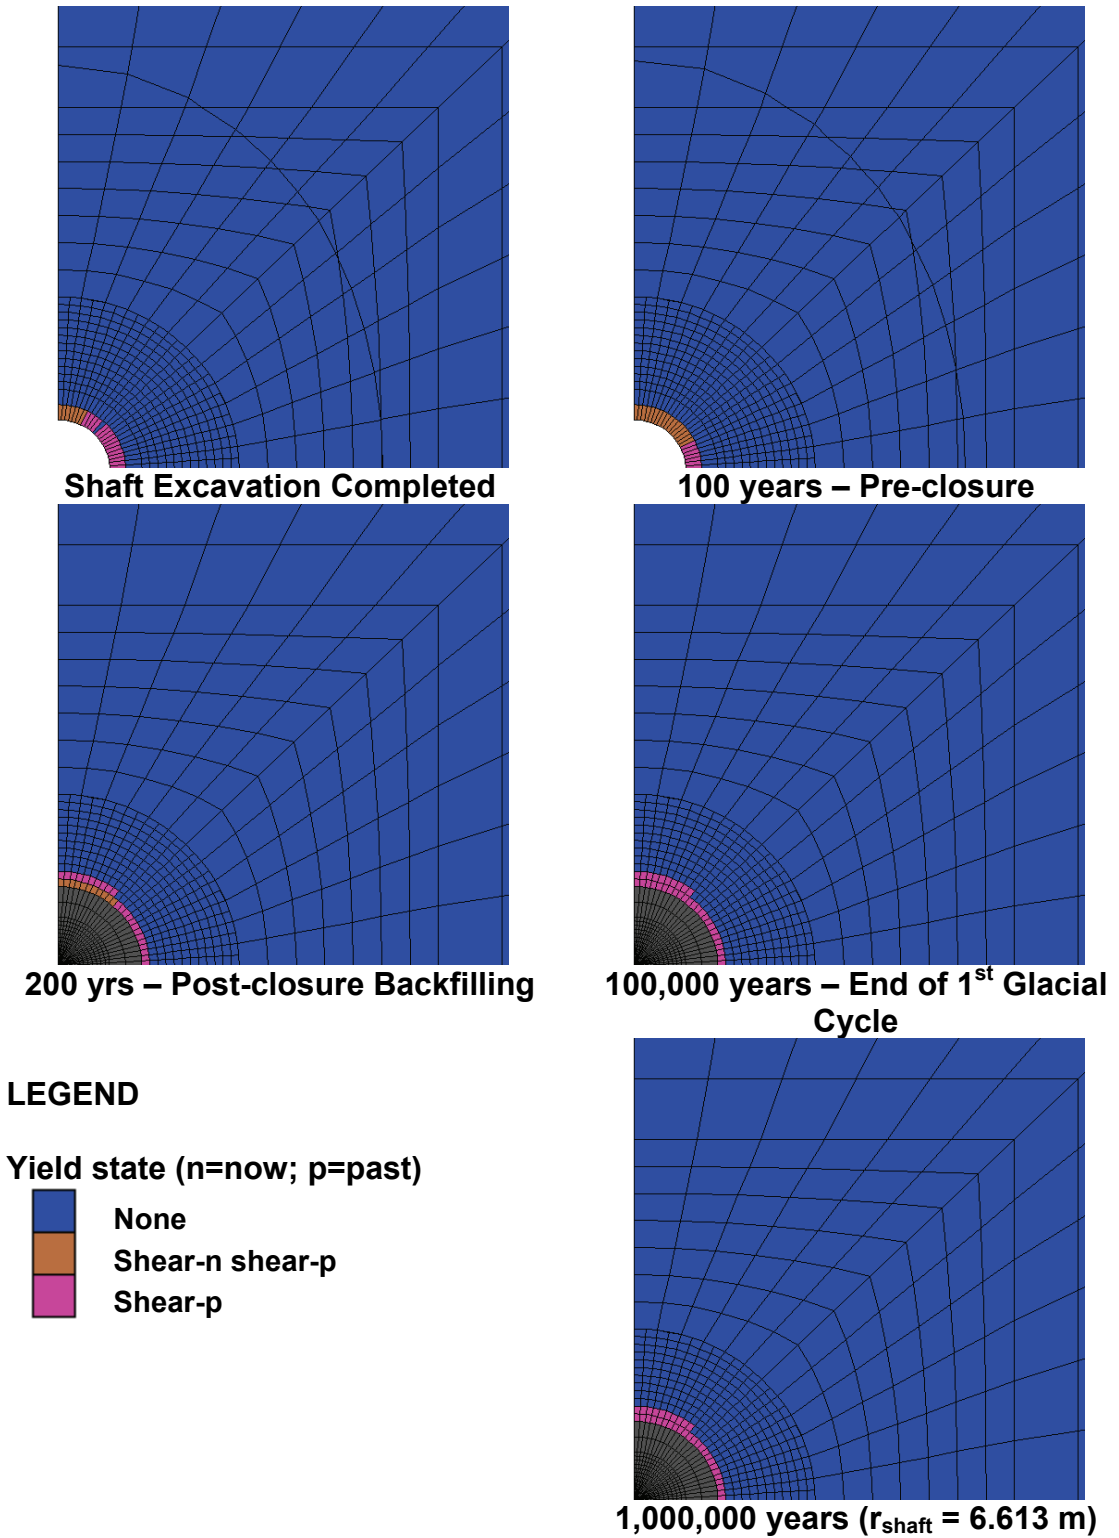 Shaft Excavation Completed
100 years – Pre-closure
200 yrs – Post-closure Backfilling
100,000 years – End of 1st Glacial
Cycle
LEGEND
Yield state (n=now; p=past)
None
Shear-n shear-p
Shear-p
1,000,000 years (rshaft = 6.613 m)